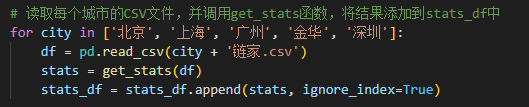 # 读取每个城市的CSV文件，并调用get_stats函数，将结果添加到stats_df中
for city in ['北京', '上海', '广州', '金华', '深圳']:
    df = pd.read_csv(city + '链家.csv')
    stats = get_stats(df)
    stats_df = stats_df.append(stats, ignore_index=True)